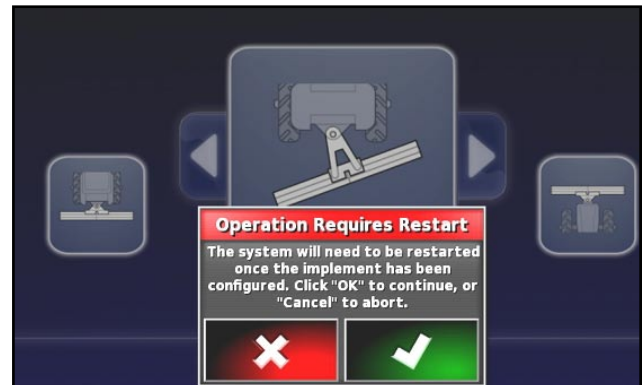 Operation Requires Restart
The system will need to be restarted
once the implement has been
configured. Click "OK" to continue, or
"Cancel" to abort.